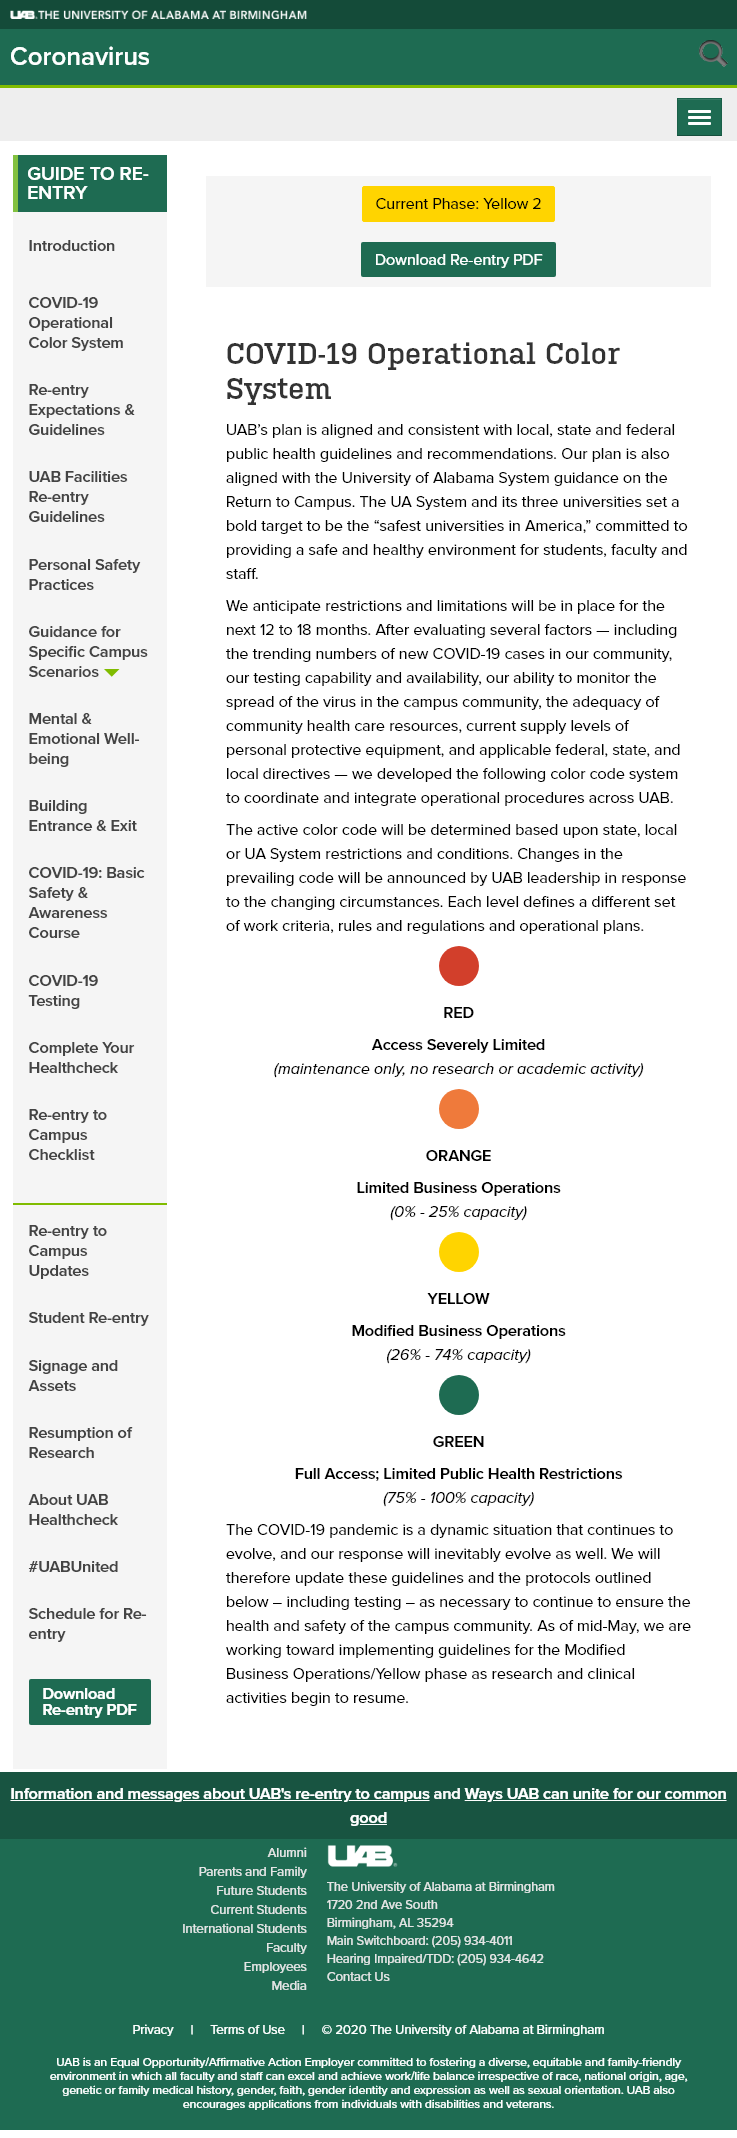 UAB THE UNIVERSITY OF ALABAMA AT BIRMINGHAM
Coronavirus
GUIDE TO RE-
ENTRY
Introduction
COVID-19
Operational
Color System
Re-entry
Expectations &
Guidelines
UAB Facilities
Re-entry
Guidelines
Personal Safety
Practices
Guidance for
Specific Campus
Scenarios
Mental &
Emotional Well-
being
Building
Entrance & Exit
COVID-19: Basic
Safety &
Awareness
Course
COVID-19
Testing
Complete Your
Healthcheck
Re-entry to
Campus
Checklist
Re-entry to
Campus
Updates
Student Re-entry
Signage and
Assets
Resumption of
Research
About UAB
Healthcheck
#UABUnited
Schedule for Re-
entry
Download
Re-entry PDF
Current Phase: Yellow 2
Download Re-entry PDF
COVID-19 Operational Color
System
UAB’s plan is aligned and consistent with local, state and federal
public health guidelines and recommendations. Our plan is also
aligned with the University of Alabama System guidance on the
Return to Campus. The UA System and its three universities set a
bold target to be the “safest universities in America,” committed to
providing a safe and healthy environment for students, faculty and
staff.
We anticipate restrictions and limitations will be in place for the
next 12 to 18 months. After evaluating several factors — including
the trending numbers of new COVID-19 cases in our community,
our testing capability and availability, our ability to monitor the
spread of the virus in the campus community, the adequacy of
community health care resources, current supply levels of
personal protective equipment, and applicable federal, state, and
local directives — we developed the following color code system
to coordinate and integrate operational procedures across UAB.
The active color code will be determined based upon state, local
or UA System restrictions and conditions. Changes in the
prevailing code will be announced by UAB leadership in response
to the changing circumstances. Each level defines a different set
of work criteria, rules and regulations and operational plans.
RED
Access Severely Limited
(maintenance only, no research or academic activity)
ORANGE
Limited Business Operations
(0% - 25% capacity)
YELLOW
Modified Business Operations
(26% - 74% capacity)
GREEN
Full Access; Limited Public Health Restrictions
(75% - 100% capacity)
The COVID-19 pandemic is a dynamic situation that continues to
evolve, and our response will inevitably evolve as well. We will
therefore update these guidelines and the protocols outlined
below – including testing – as necessary to continue to ensure the
health and safety of the campus community. As of mid-May, we are
working toward implementing guidelines for the Modified
Business Operations/Yellow phase as research and clinical
activities begin to resume.
Information and messages about UAB's re-entry to campus and Ways UAB can unite for our common
good
Alumni
Parents and Family
Future Students
Current Students
International Students
Faculty
Employees
Media
UAB
The University of Alabama at Birmingham
1720 2nd Ave South
Birmingham, AL 35294
Main Switchboard: (205) 934-4011
Hearing Impaired/TDD: (205) 934-4642
Contact Us
Privacy | Terms of Use | © 2020 The University of Alabama at Birmingham
UAB is an Equal Opportunity/Affirmative Action Employer committed to fostering a diverse, equitable and family-friendly
environment in which all faculty and staff can excel and achieve work/life balance irrespective of race, national origin, age,
genetic or family medical history, gender, faith, gender identity and expression as well as sexual orientation. UAB also
encourages applications from individuals with disabilities and veterans.